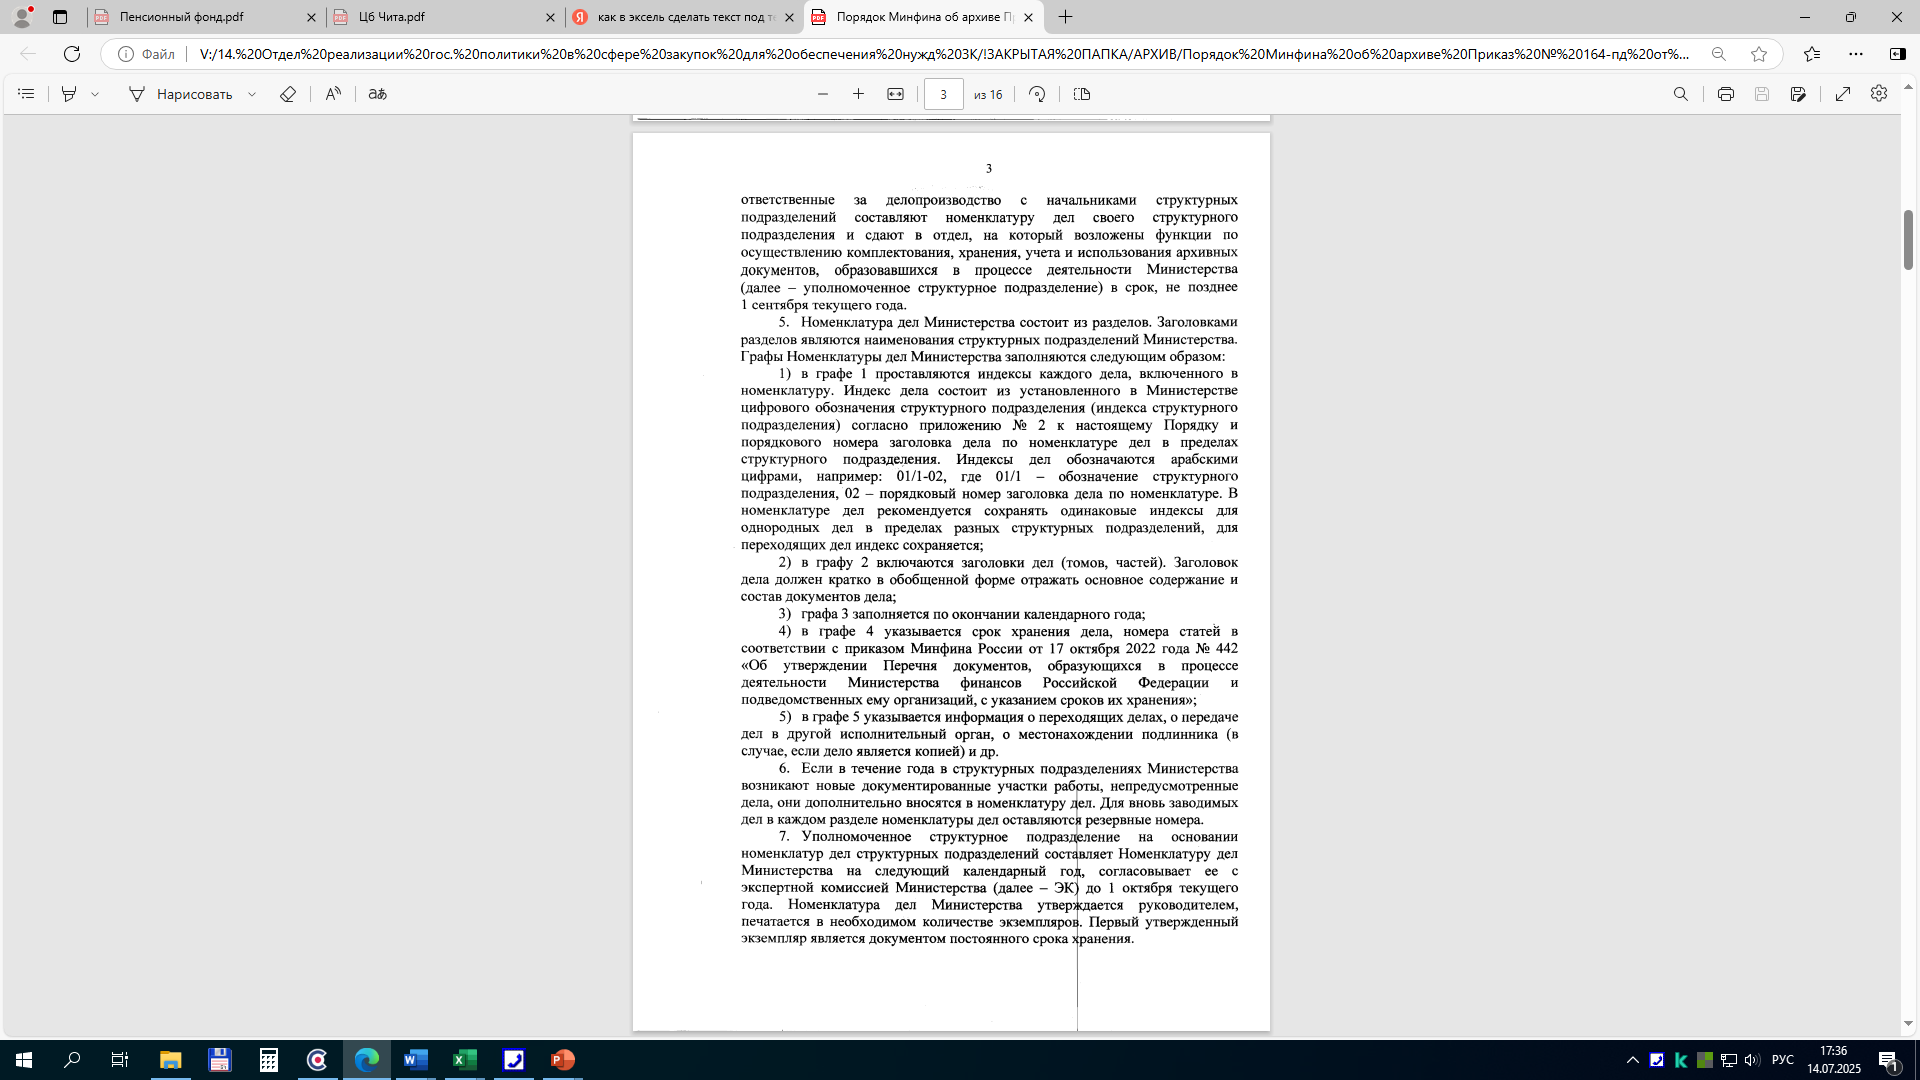 Пенсионный фонд.pdf
Цб Чита.pdf
как в эксель сделать текст под т
Порядок Минфина об архиве П
Файл
V:/14.%20Отдел%20реализации%20гос.%20политики%20в%20сфере%20закупок%20для%20обеспечения%20нужд%20ЗК/!ЗАКРЫТАЯ%20ПАПКА/АРХИВ/Порядок%20Минфина%20об%20архиве%20Приказ%20№%20164-пд%20от%...
Нарисовать
3
из 16
3
ответственные за делопроизводство с начальниками структурных
подразделений составляют номенклатуру дел своего структурного
подразделения и сдают в отдел, на который возложены функции по
осуществлению комплектования, хранения, учета и использования архивных
документов, образовавшихся в процессе деятельности Министерства
(далее – уполномоченное структурное подразделение) в срок, не позднее
1 сентября текущего года.
5. Номенклатура дел Министерства состоит из разделов. Заголовками
разделов являются наименования структурных подразделений Министерства.
Графы Номенклатуры дел Министерства заполняются следующим образом:
1) в графе 1 проставляются индексы каждого дела, включенного в
номенклатуру. Индекс дела состоит из установленного в Министерстве
цифрового обозначения структурного подразделения (индекса структурного
подразделения) согласно приложению № 2 к настоящему Порядку и
порядкового номера заголовка дела по номенклатуре дел в пределах
структурного подразделения. Индексы дел обозначаются арабскими
цифрами, например: 01/1-02, где 01/1 – обозначение структурного
подразделения, 02 – порядковый номер заголовка дела по номенклатуре. В
номенклатуре дел рекомендуется сохранять одинаковые индексы для
однородных дел в пределах разных структурных подразделений, для
переходящих дел индекс сохраняется;
2) в графу 2 включаются заголовки дел (томов, частей). Заголовок
дела должен кратко в обобщенной форме отражать основное содержание и
состав документов дела;
3) графа 3 заполняется по окончании календарного года;
4) в графе 4 указывается срок хранения дела, номера статей в
соответствии с приказом Минфина России от 17 октября 2022 года № 442
«Об утверждении Перечня документов, образующихся в процессе
деятельности Министерства финансов Российской Федерации и
подведомственных ему организаций, с указанием сроков их хранения»;
5) в графе 5 указывается информация о переходящих делах, о передаче
дел в другой исполнительный орган, о местонахождении подлинника (в
случае, если дело является копией) и др.
6. Если в течение года в структурных подразделениях Министерства
возникают новые документированные участки работы, непредусмотренные
дела, они дополнительно вносятся в номенклатуру дел. Для вновь заводимых
дел в каждом разделе номенклатуры дел оставляются резервные номера.
7. Уполномоченное структурное подразделение на основании
номенклатур дел структурных подразделений составляет Номенклатуру дел
Министерства на следующий календарный год, согласовывает ее с
экспертной комиссией Министерства (далее – ЭК) до 1 октября текущего
года. Номенклатура дел Министерства утверждается руководителем,
печатается в необходимом количестве экземпляров. Первый утвержденный
экземпляр является документом постоянного срока хранения.
РУС
17:36
14.07.2025
1